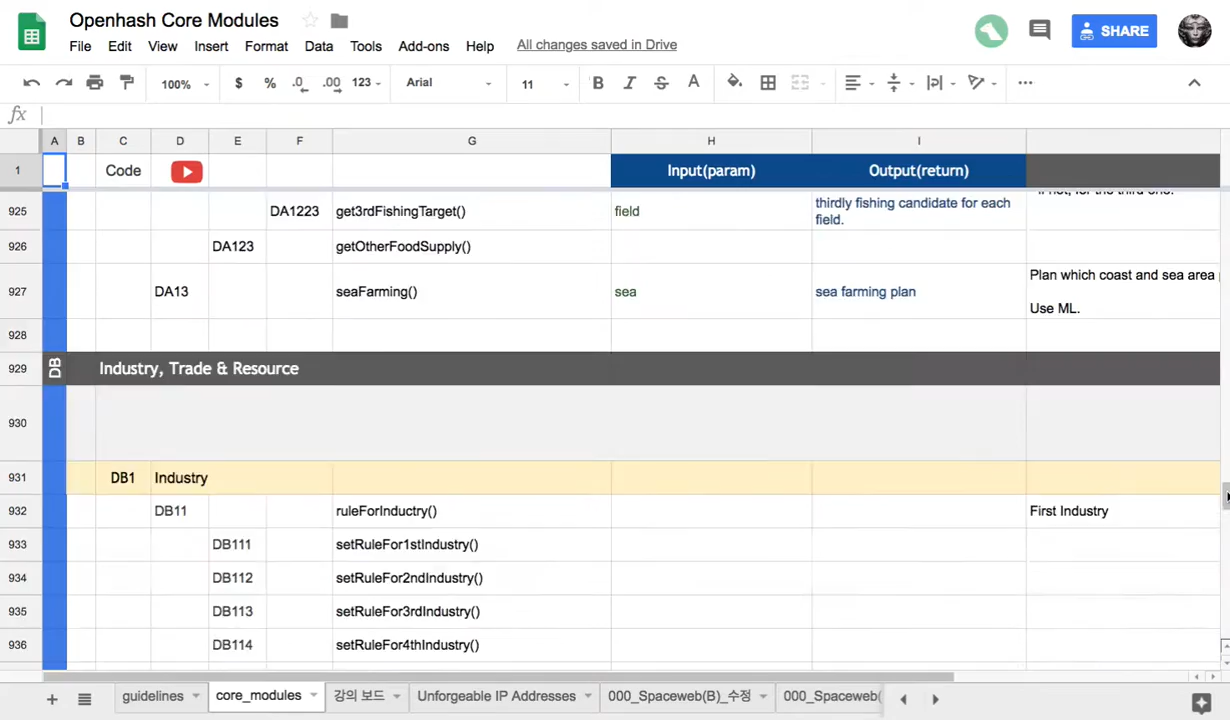 Openhash Core Modules
File Edit View Insert Format Data Tools Add-ons Help All changes saved in Drive
SHARE
100% $ % .0 .00 123 Arial 11 B I S A
fx
A B C D E F G H I
1 Code Input(param) Output(return)
925 DA1223 get3rdFishingTarget() field thirdly fishing candidate for each
field.
926 DA123 getOtherFoodSupply()
927 DA13 seaFarming() sea sea farming plan Plan which coast and sea area
Use ML.
928
929 DB Industry, Trade & Resource
930
931 DB1 Industry
932 DB11 ruleForInductry() First Industry
933 DB111 setRuleFor1stIndustry()
934 DB112 setRuleFor2ndIndustry()
935 DB113 setRuleFor3rdIndustry()
936 DB114 setRuleFor4thIndustry()
guidelines core_modules 강의 보드 Unforgeable IP Addresses 000_Spaceweb(B)_수정 000_Spaceweb(